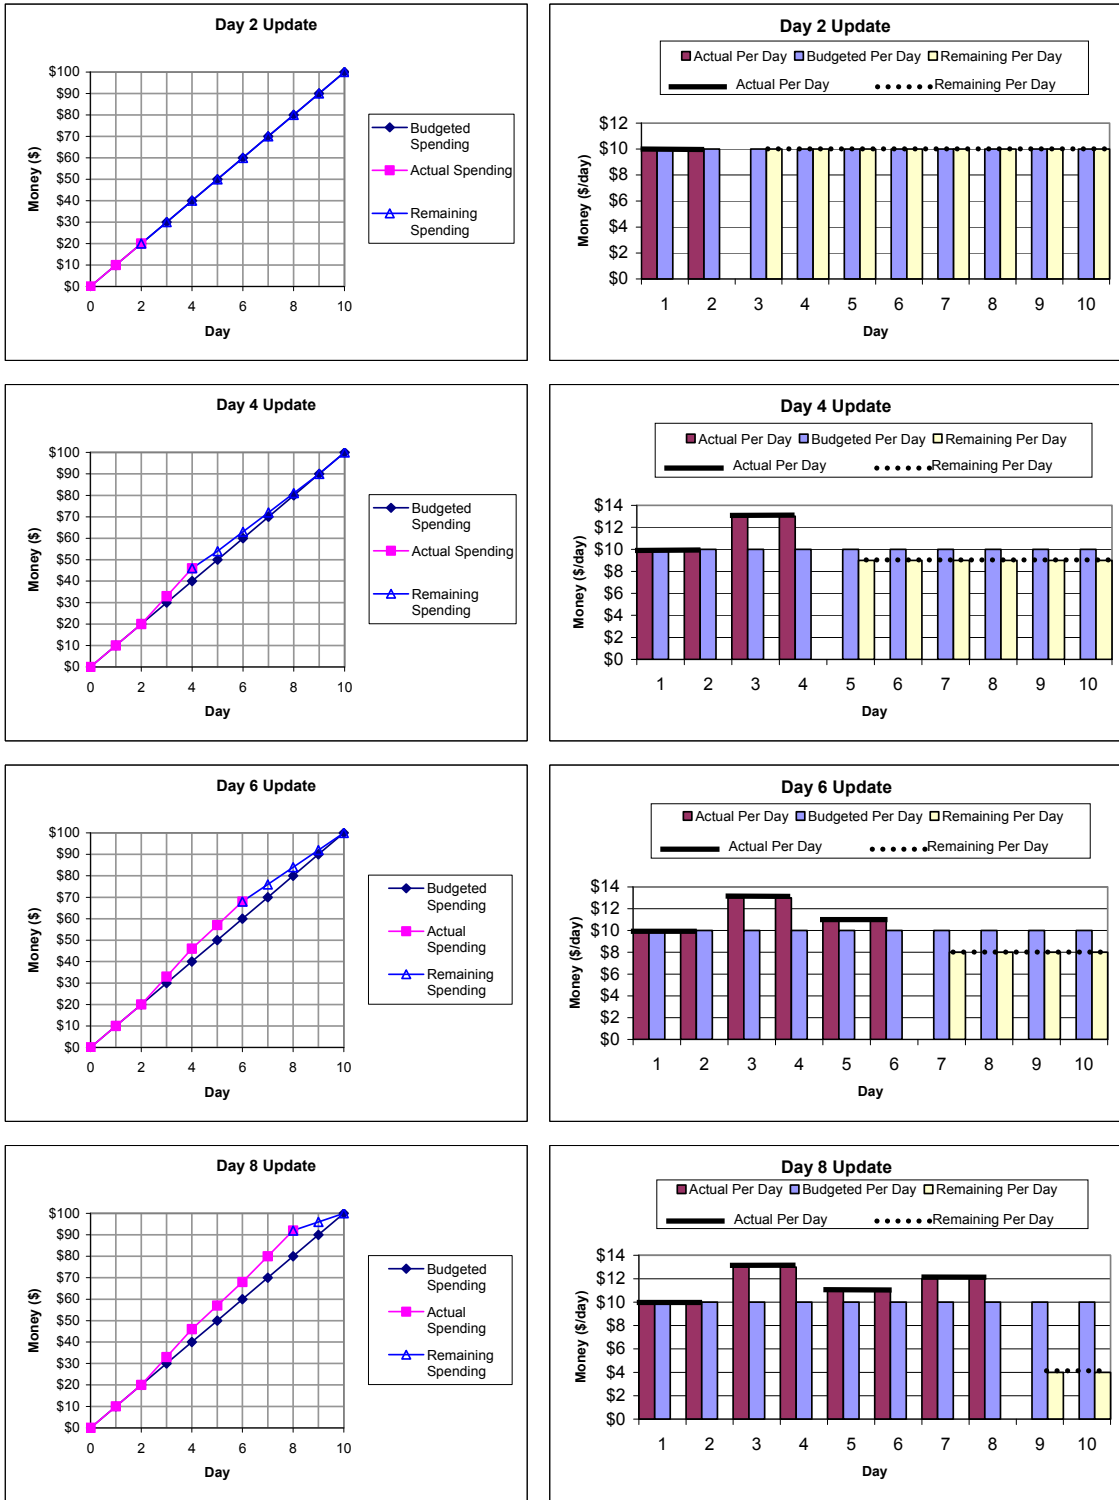 Day 2 Update
$100
$90
$80
$70
$60
$50
$40
$30
$20
$10
$0
Money ($)
0 2 4 6 8 10
Day
Budgeted
Spending
Actual Spending
Remaining
Spending
Day 2 Update
Actual Per Day Budgeted Per Day Remaining Per Day
Actual Per Day Remaining Per Day
$12
$10
$8
$6
$4
$2
$0
Money ($/day)
1 2 3 4 5 6 7 8 9 10
Day
Day 4 Update
$100
$90
$80
$70
$60
$50
$40
$30
$20
$10
$0
Money ($)
0 2 4 6 8 10
Day
Budgeted
Spending
Actual Spending
Remaining
Spending
Day 4 Update
Actual Per Day Budgeted Per Day Remaining Per Day
Actual Per Day Remaining Per Day
$14
$12
$10
$8
$6
$4
$2
$0
Money ($/day)
1 2 3 4 5 6 7 8 9 10
Day
Day 6 Update
$100
$90
$80
$70
$60
$50
$40
$30
$20
$10
$0
Money ($)
0 2 4 6 8 10
Day
Budgeted
Spending
Actual
Spending
Remaining
Spending
Day 6 Update
Actual Per Day Budgeted Per Day Remaining Per Day
Actual Per Day Remaining Per Day
$14
$12
$10
$8
$6
$4
$2
$0
Money ($/day)
1 2 3 4 5 6 7 8 9 10
Day
Day 8 Update
$100
$90
$80
$70
$60
$50
$40
$30
$20
$10
$0
Money ($)
0 2 4 6 8 10
Day
Budgeted
Spending
Actual
Spending
Remaining
Spending
Day 8 Update
Actual Per Day Budgeted Per Day Remaining Per Day
Actual Per Day Remaining Per Day
$14
$12
$10
$8
$6
$4
$2
$0
Money ($/day)
1 2 3 4 5 6 7 8 9 10
Day